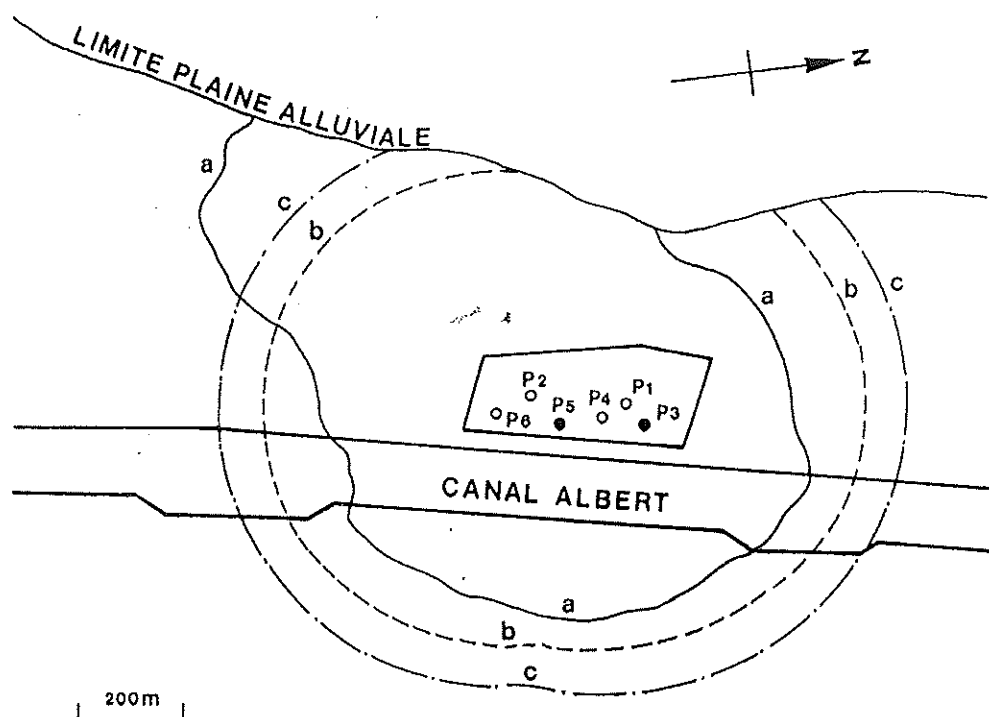 LIMITE PLAINE ALLUVIALE
N
a
c
b
a
b
c
P2
P1
P4
P5
P3
P6
CANAL ALBERT
a
b
c
200m